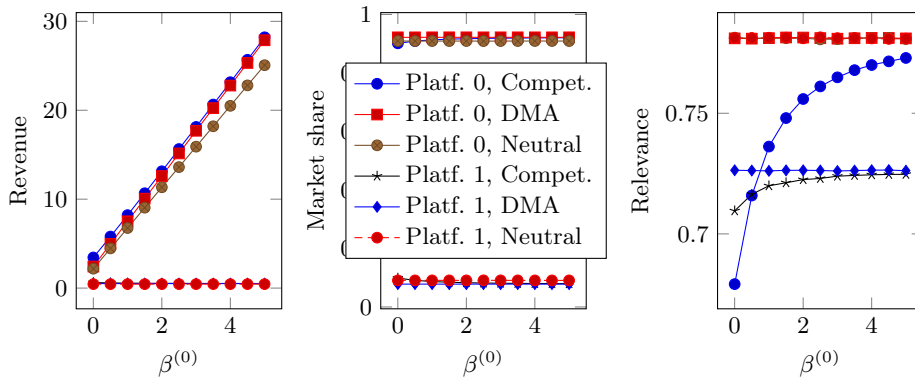 30
20
10
0
Revenue
0
2
4
β^(0)
1
0
Market share
Platf. 0, Compet.
Platf. 0, DMA
Platf. 0, Neutral
Platf. 1, Compet.
Platf. 1, DMA
Platf. 1, Neutral
0
2
4
β^(0)
0.75
0.7
Relevance
0
2
4
β^(0)